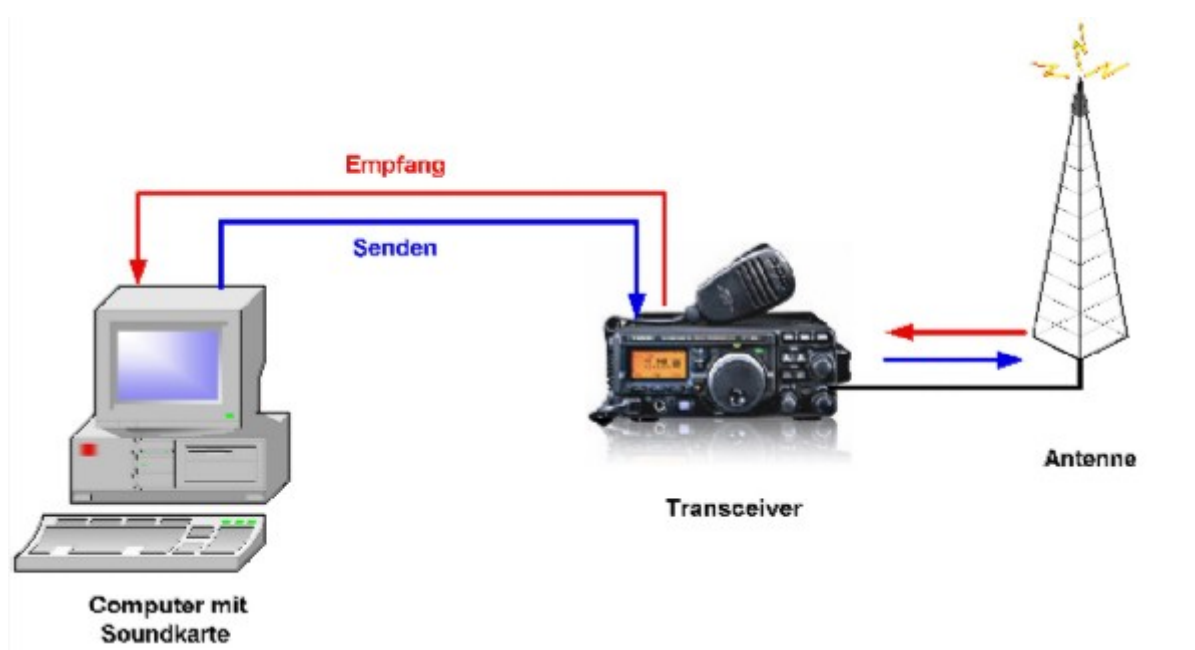 Empfang
Senden
Antenne
Transceiver
Computer mit
Soundkarte